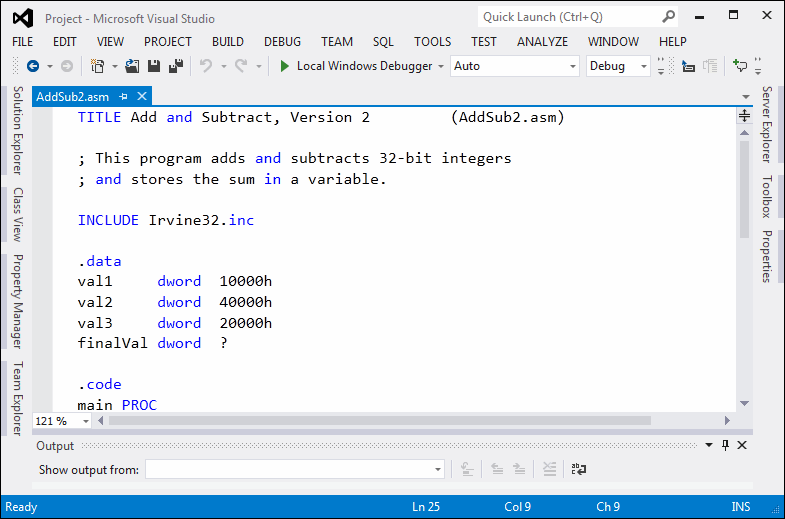 Project - Microsoft Visual Studio
Quick Launch (Ctrl+Q)
FILE EDIT VIEW PROJECT BUILD DEBUG TEAM SQL TOOLS TEST ANALYZE WINDOW HELP
Local Windows Debugger Auto Debug
AddSub2.asm
Solution Explorer
Class View
Property Manager
Team Explorer
TITLE Add and Subtract, Version 2 (AddSub2.asm)
; This program adds and subtracts 32-bit integers
; and stores the sum in a variable.
INCLUDE Irvine32.inc
.data
val1 dword 10000h
val2 dword 40000h
val3 dword 20000h
finalVal dword ?
.code
main PROC
Server Explorer
Toolbox
Properties
121 %
Output
Show output from:
Ready Ln 25 Col 9 Ch 9 INS